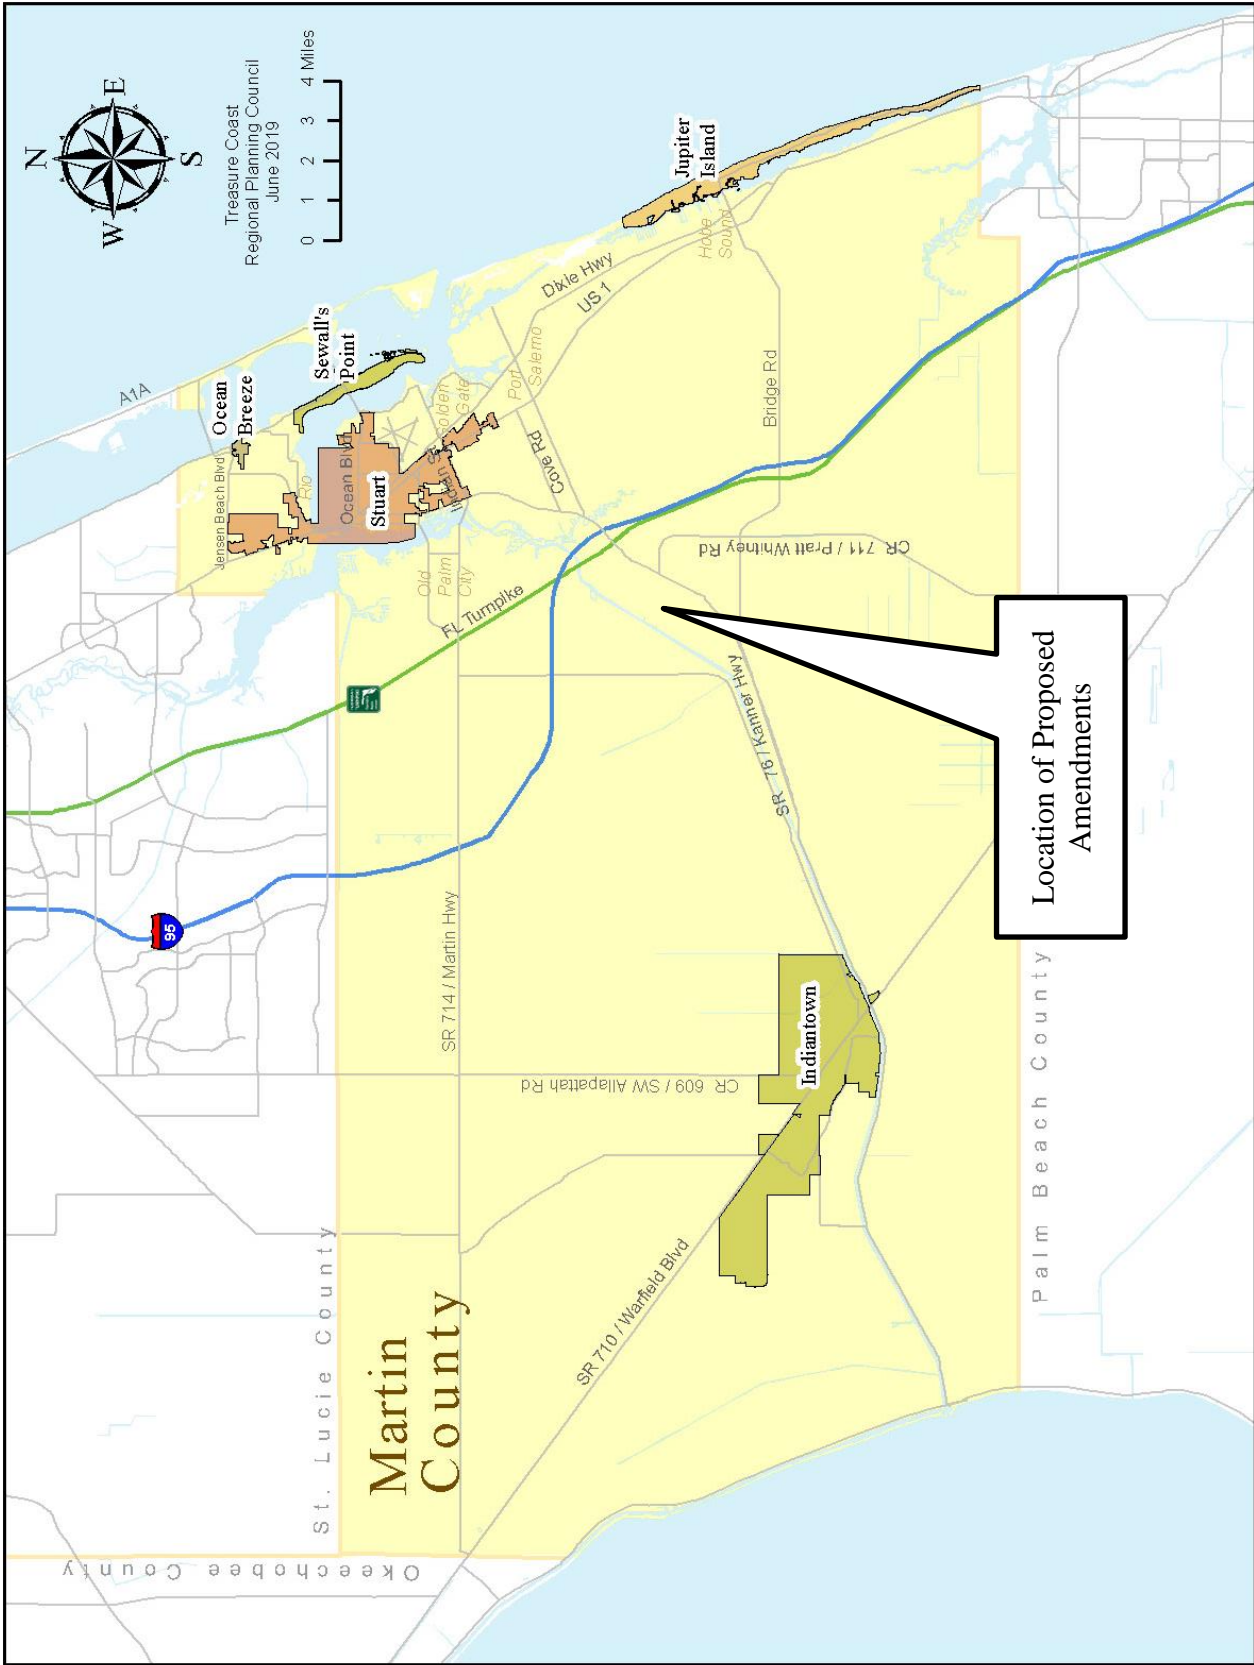 N
W
E
S
Treasure Coast
Regional Planning Council
June 2019
0 1 2 3 4 Miles
Okeechobee County
St. Lucie County
Martin
County
95
A1A
Jensen Beach Blvd
Ocean
Breeze
Sewall's
Point
Rio
Ocean Blvd
Stuart
Indian St
Golden
Gate
Old
Palm
City
Port
Salerno
Cove Rd
Dixie Hwy
US 1
Jupiter
Island
Hobe
Sound
FL Turnpike
Bridge Rd
CR 711 / Pratt Whitney Rd
SR 714 / Martin Hwy
SR 76 / Kanner Hwy
CR 609 / SW Allapattah Rd
Indiantown
SR 710 / Warfield Blvd
Location of Proposed
Amendments
Palm Beach County